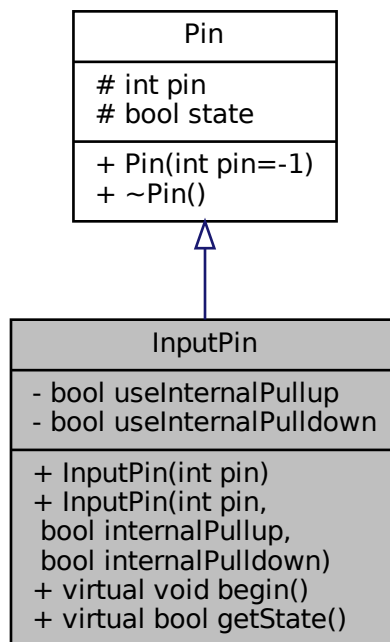 Pin
# int pin
# bool state
+ Pin(int pin=-1)
+ ~Pin()
InputPin
- bool useInternalPullup
- bool useInternalPulldown
+ InputPin(int pin)
+ InputPin(int pin,
bool internalPullup,
bool internalPulldown)
+ virtual void begin()
+ virtual bool getState()